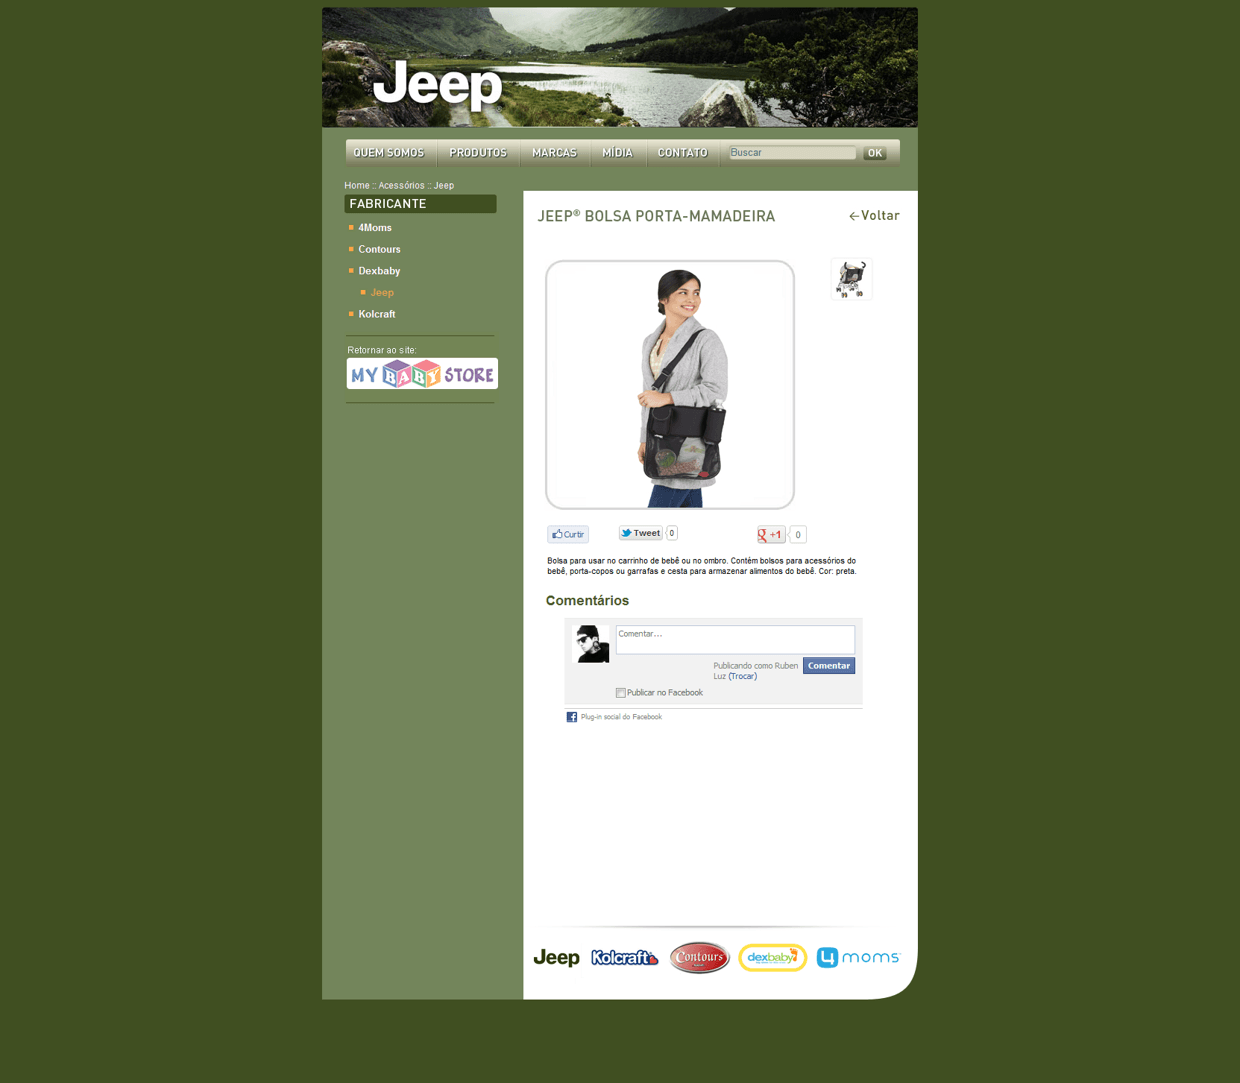 Jeep
QUEM SOMOS PRODUTOS MARCAS MÍDIA CONTATO Buscar OK
Home :: Acessórios :: Jeep
FABRICANTE
4Moms
Contours
Dexbaby
Jeep
Kolcraft
Retornar ao site:
MY BABY STORE
JEEP® BOLSA PORTA-MAMADEIRA
←Voltar
Curtir Tweet 0 +1 0
Bolsa para usar no carrinho de bebê ou no ombro. Contém bolsos para acessórios do
bebê, porta-copos ou garrafas e cesta para armazenar alimentos do bebê. Cor: preta.
Comentários
Comentar...
Publicando como Ruben
Luz (Trocar)
Comentar
Publicar no Facebook
Plug-in social do Facebook
Jeep Kolcraft Contours dexbaby 4moms